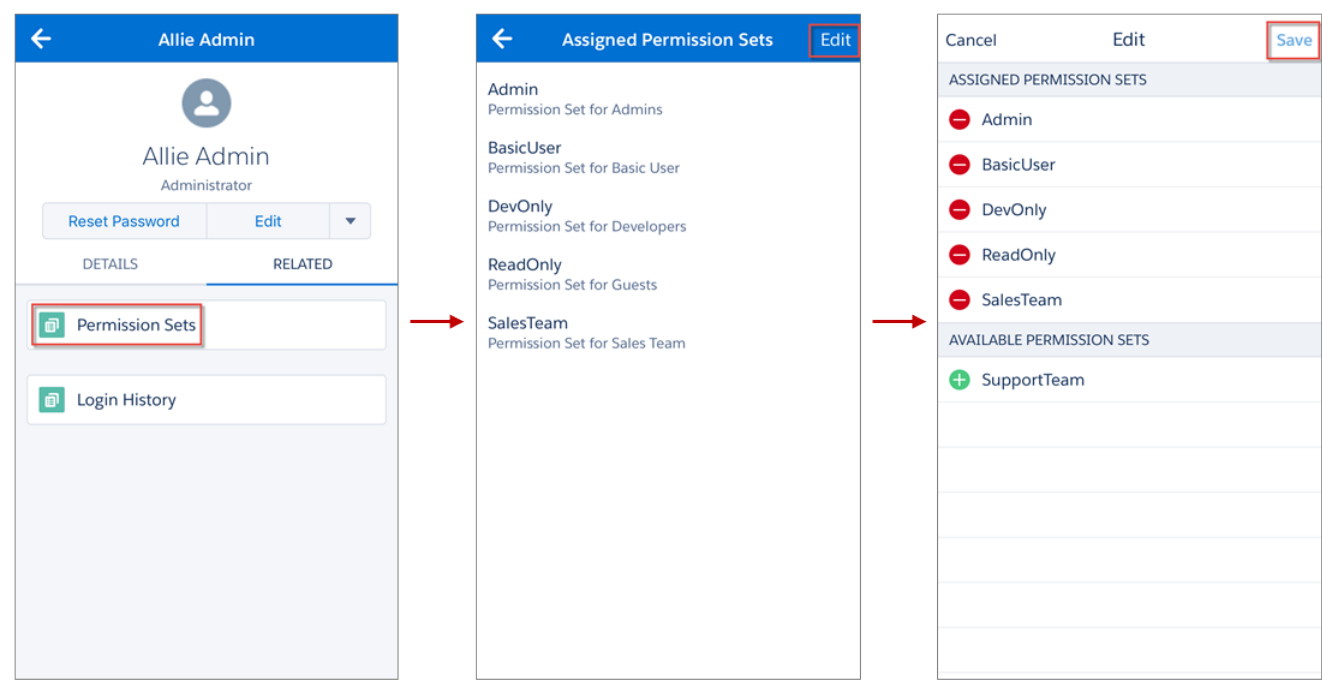 Allie Admin
Allie Admin
Administrator
Reset Password
Edit
DETAILS
RELATED
Permission Sets
Login History
Assigned Permission Sets
Edit
Admin
Permission Set for Admins
BasicUser
Permission Set for Basic User
DevOnly
Permission Set for Developers
ReadOnly
Permission Set for Guests
SalesTeam
Permission Set for Sales Team
Cancel
Edit
Save
ASSIGNED PERMISSION SETS
Admin
BasicUser
DevOnly
ReadOnly
SalesTeam
AVAILABLE PERMISSION SETS
SupportTeam